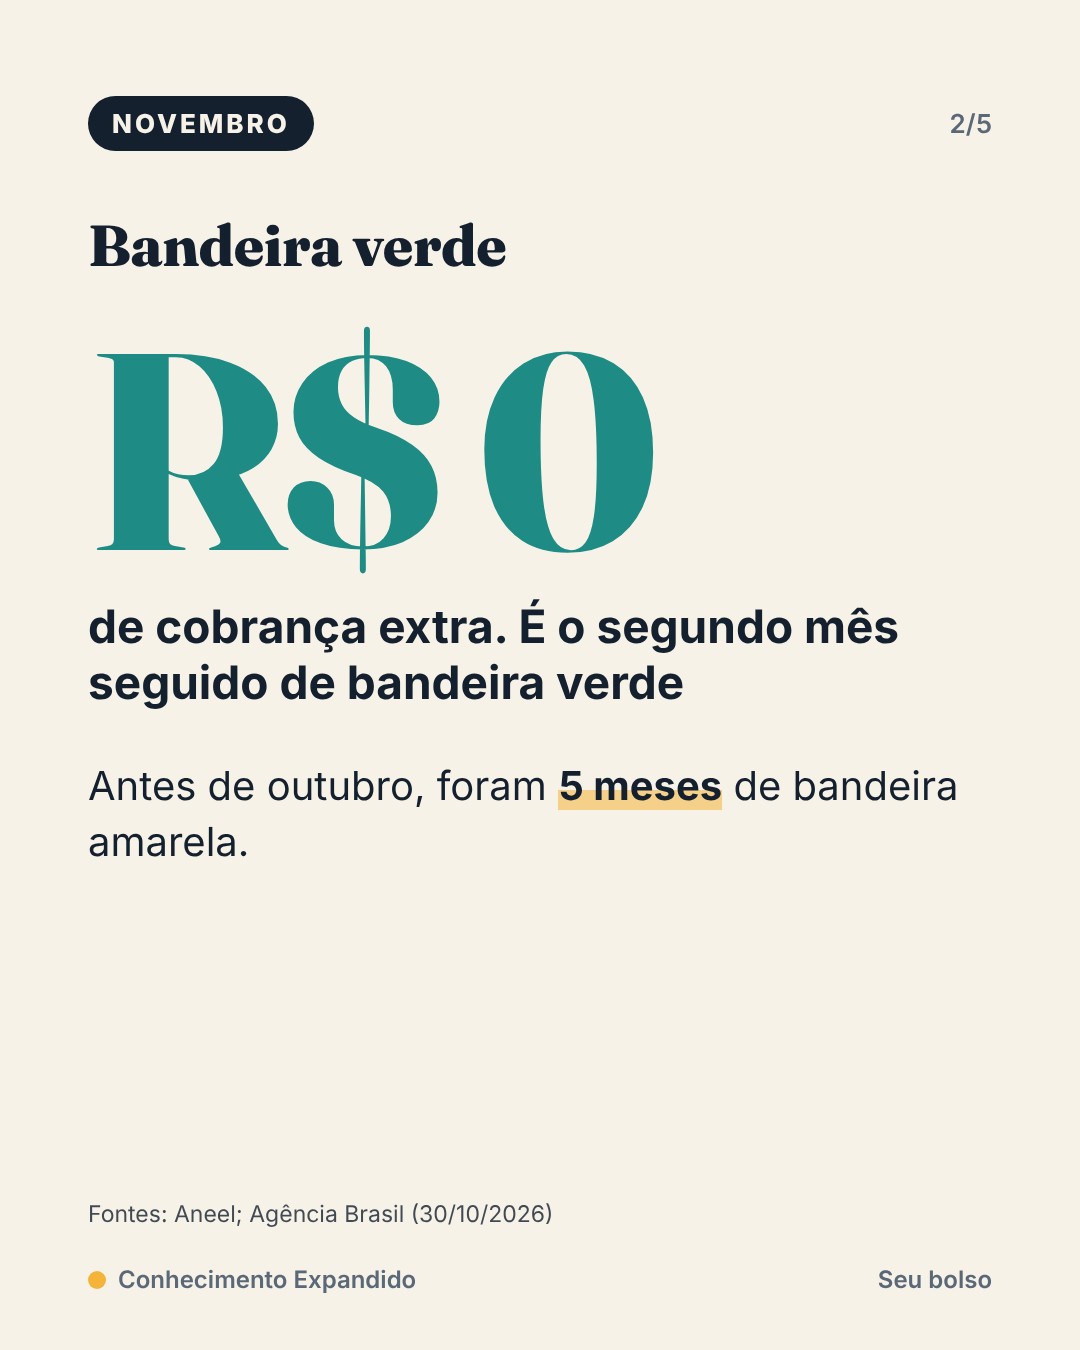 NOVEMBRO
2/5
Bandeira verde
R$ 0
de cobrança extra. É o segundo mês
seguido de bandeira verde
Antes de outubro, foram 5 meses de bandeira
amarela.
Fontes: Aneel; Agência Brasil (30/10/2026)
Conhecimento Expandido
Seu bolso